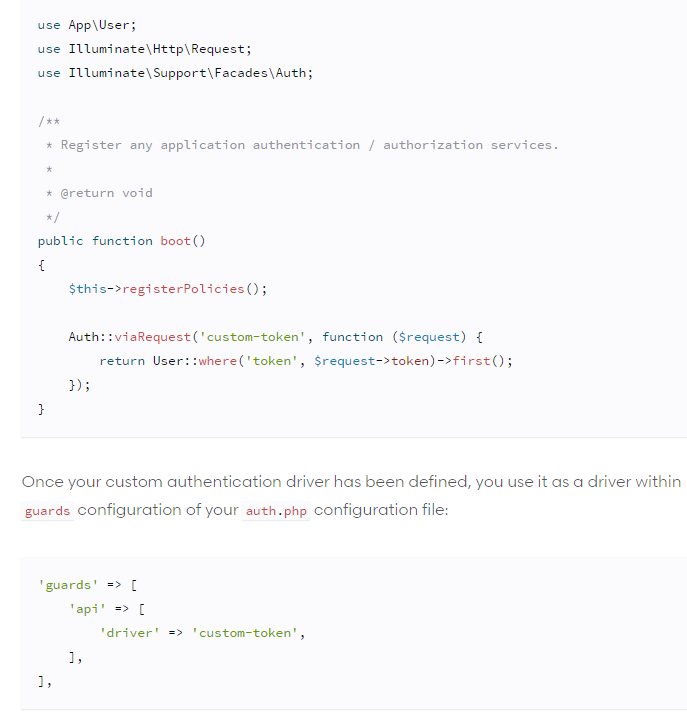 use App\User;
use Illuminate\Http\Request;
use Illuminate\Support\Facades\Auth;
/**
 * Register any application authentication / authorization services.
 *
 * @return void
 */
public function boot()
{
    $this->registerPolicies();
    Auth::viaRequest('custom-token', function ($request) {
        return User::where('token', $request->token)->first();
    });
}
Once your custom authentication driver has been defined, you use it as a driver within
guards configuration of your auth.php configuration file:
'guards' => [
    'api' => [
        'driver' => 'custom-token',
    ],
],